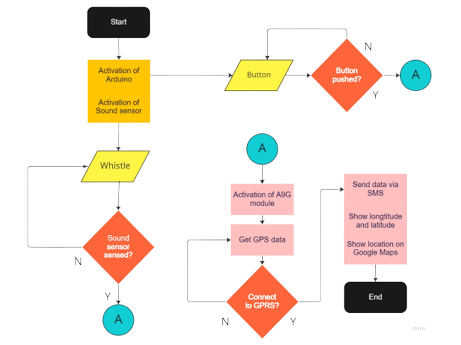 Start
Activation of
Arduino
Activation of
Sound sensor
Button
Button
pushed?
N
Y
A
Whistle
Sound
sensor
sensed?
N
Y
A
A
Activation of A9G
module
Get GPS data
Connect
to GPRS?
N
Y
Send data via
SMS
Show longtitude
and latitude
Show location on
Google Maps
End